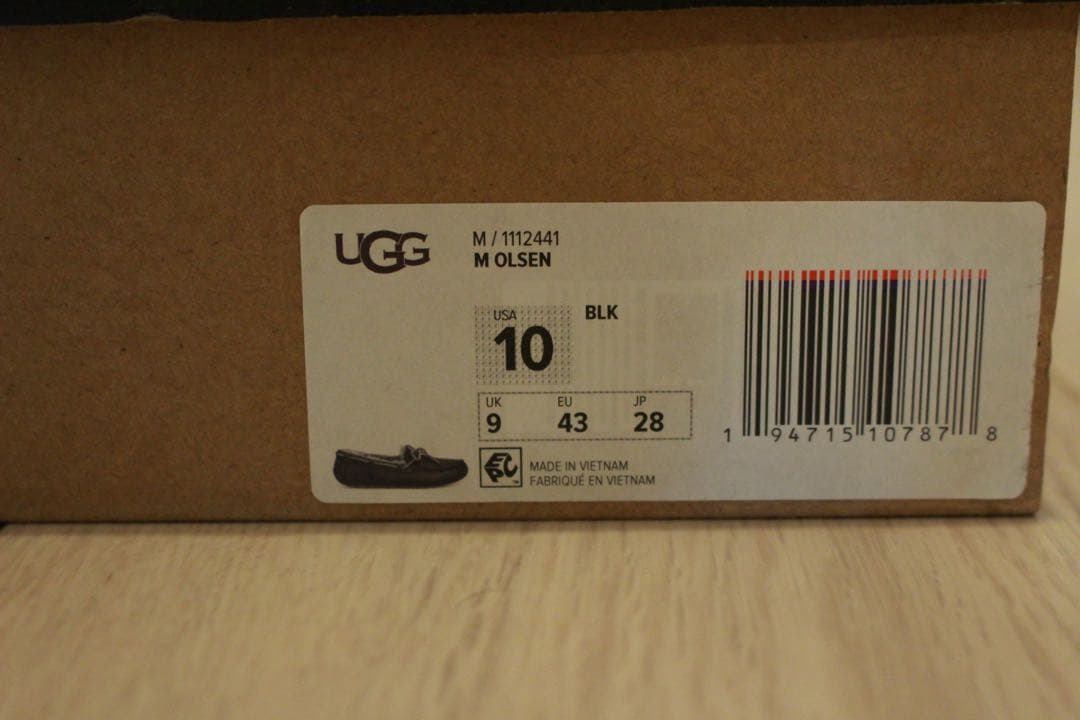 UGG
M / 1112441
M OLSEN
USA
10
BLK
UK
9
EU
43
JP
28
EPC
MADE IN VIETNAM
FABRIQUÉ EN VIETNAM
1 94715 10787 8